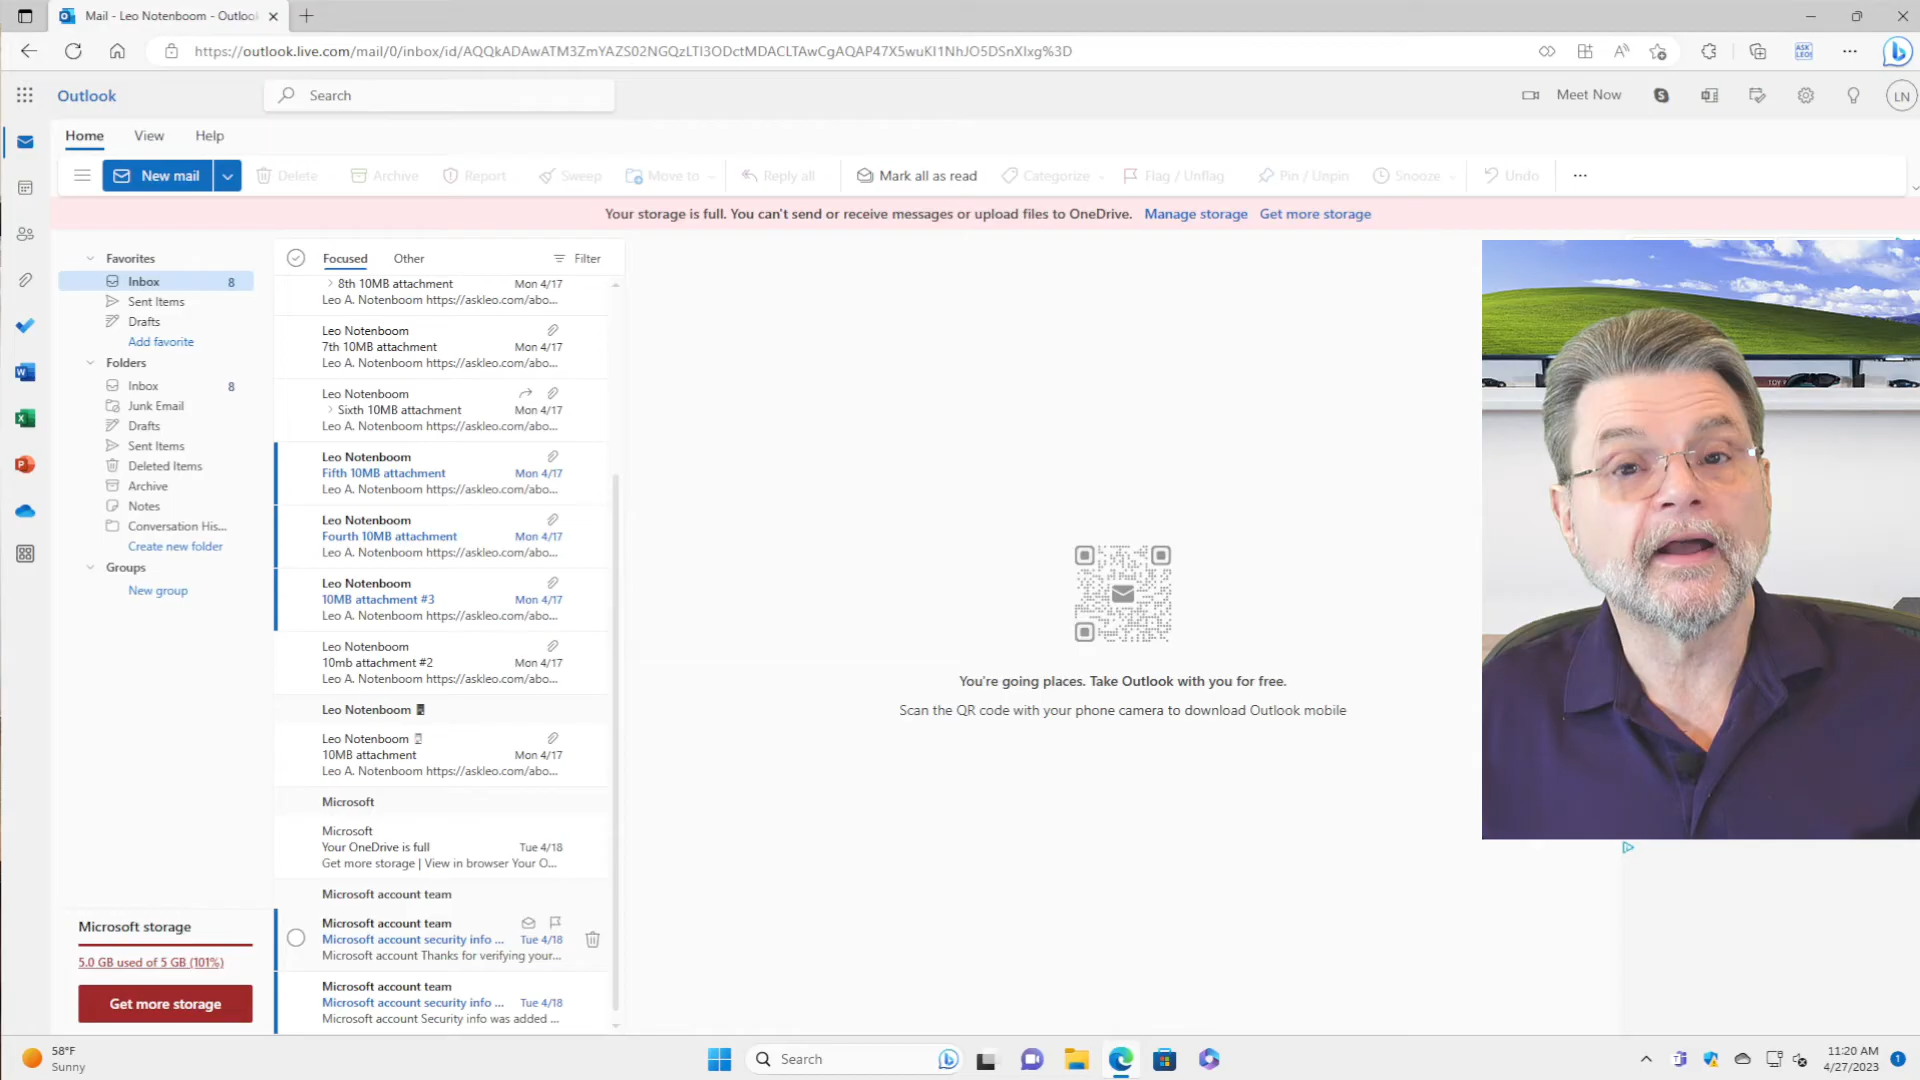 Mail - Leo Notenboom - Outlook
https://outlook.live.com/mail/0/inbox/id/AQQkADAwATM3ZmYAZS02NGQzLTI3ODctMDACLTAwCgAQAP47X5wuKI1NhJO5DSnXIxg%3D
Outlook
Search
Meet Now
LN
Home
View
Help
New mail
Delete
Archive
Report
Sweep
Move to
Reply all
Mark all as read
Categorize
Flag / Unflag
Pin / Unpin
Snooze
Undo
Your storage is full. You can't send or receive messages or upload files to OneDrive. Manage storage Get more storage
Favorites
Inbox 8
Sent Items
Drafts
Add favorite
Folders
Inbox 8
Junk Email
Drafts
Sent Items
Deleted Items
Archive
Notes
Conversation His...
Create new folder
Groups
New group
Microsoft storage
5.0 GB used of 5 GB (101%)
Get more storage
Focused
Other
Filter
8th 10MB attachment Mon 4/17
Leo A. Notenboom https://askleo.com/abo...
Leo Notenboom
7th 10MB attachment Mon 4/17
Leo A. Notenboom https://askleo.com/abo...
Leo Notenboom
Sixth 10MB attachment Mon 4/17
Leo A. Notenboom https://askleo.com/abo...
Leo Notenboom
Fifth 10MB attachment Mon 4/17
Leo A. Notenboom https://askleo.com/abo...
Leo Notenboom
Fourth 10MB attachment Mon 4/17
Leo A. Notenboom https://askleo.com/abo...
Leo Notenboom
10MB attachment #3 Mon 4/17
Leo A. Notenboom https://askleo.com/abo...
Leo Notenboom
10mb attachment #2 Mon 4/17
Leo A. Notenboom https://askleo.com/abo...
Leo Notenboom
Leo Notenboom
10MB attachment Mon 4/17
Leo A. Notenboom https://askleo.com/abo...
Microsoft
Microsoft
Your OneDrive is full Tue 4/18
Get more storage | View in browser Your O...
Microsoft account team
Microsoft account team
Microsoft account security info ... Tue 4/18
Microsoft account Thanks for verifying your...
Microsoft account team
Microsoft account security info ... Tue 4/18
Microsoft account Security info was added ...
You're going places. Take Outlook with you for free.
Scan the QR code with your phone camera to download Outlook mobile
58°F
Sunny
Search
11:20 AM
4/27/2023
1